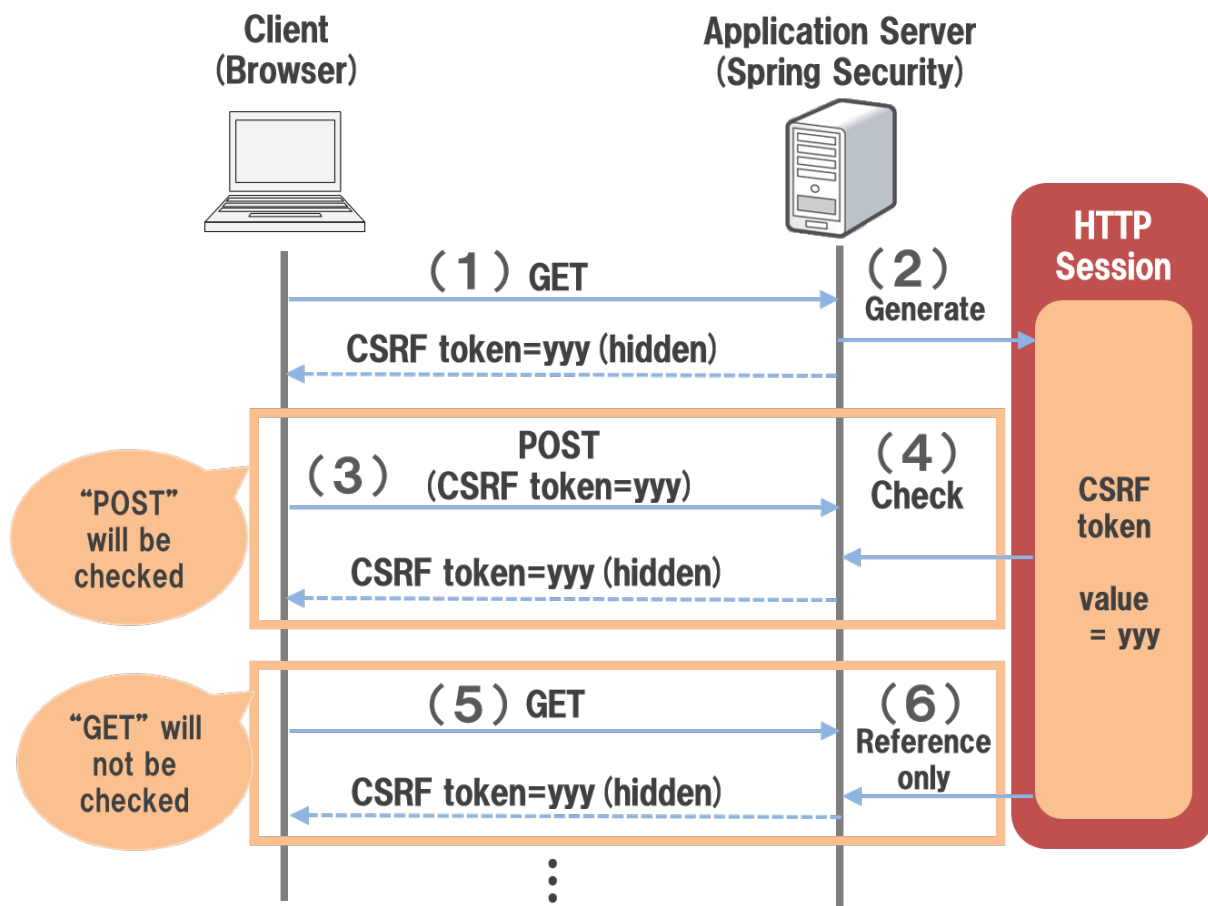 Client
(Browser)
Application Server
(Spring Security)
HTTP
Session
(1) GET
(2)
Generate
CSRF token=yyy (hidden)
“POST”
will be
checked
(3)
POST
(CSRF token=yyy)
(4)
Check
CSRF token=yyy (hidden)
CSRF
token
value
= yyy
“GET” will
not be
checked
(5) GET
(6)
Reference
only
CSRF token=yyy (hidden)